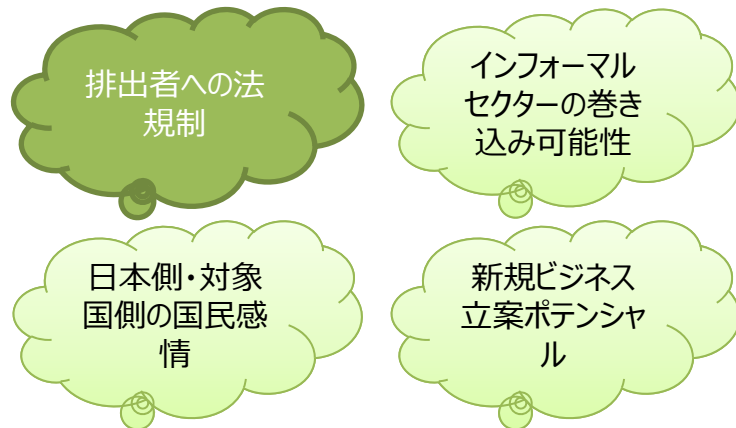 排出者への法
規制
インフォーマル
セクターの巻き
込み可能性
日本側・対象
国側の国民感
情
新規ビジネス
立案ポテンシャ
ル